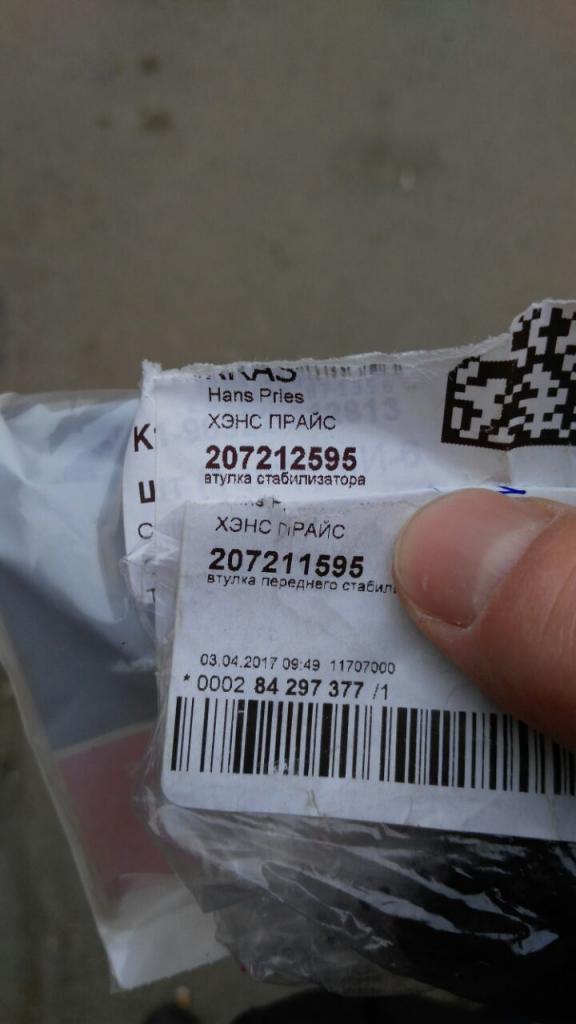 Hans Pries
ХЭНС ПРАЙС
207212595
втулка стабилизатора
ХЭНС ПРАЙС
207211595
втулка переднего
03.04.2017 09:49 11707000
* 0002 84 297 377 /1